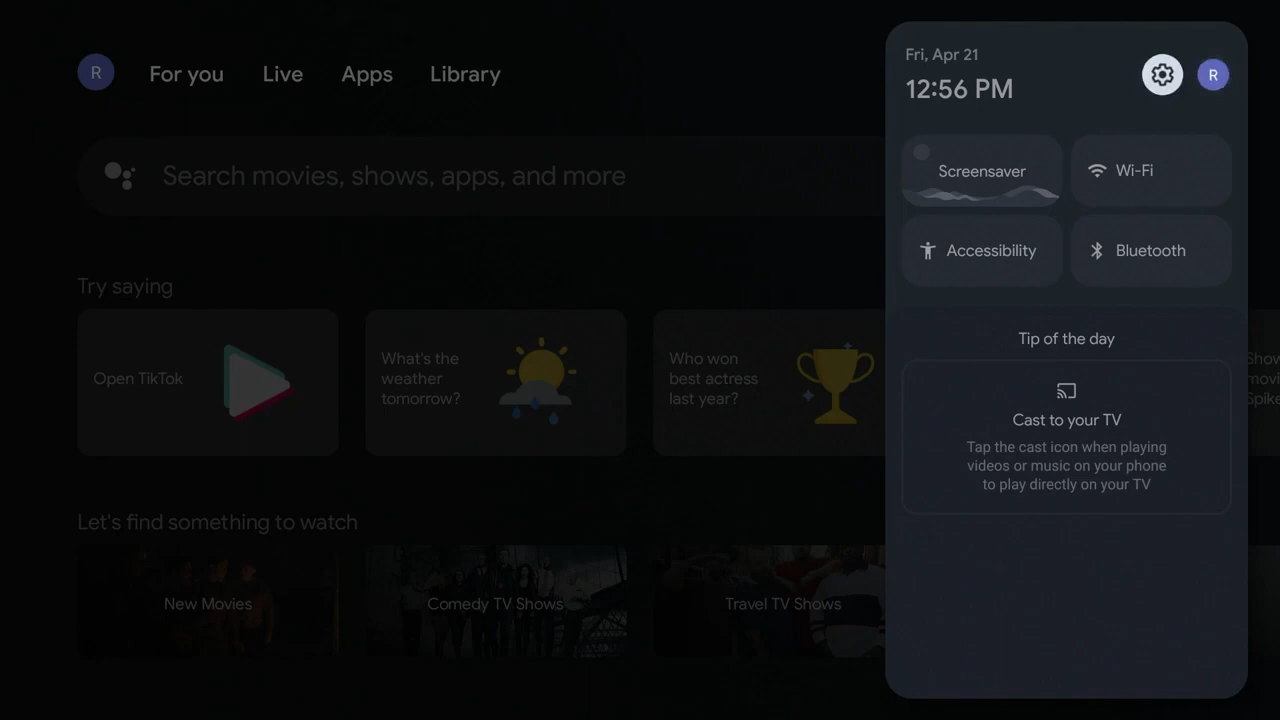 R
For you
Live
Apps
Library
Search movies, shows, apps, and more
Try saying
Open TikTok
What's the
weather
tomorrow?
Who won
best actress
last year?
Show
movi
Spike
Let's find something to watch
New Movies
Comedy TV Shows
Travel TV Shows
Fri, Apr 21
12:56 PM
R
Screensaver
Wi-Fi
Accessibility
Bluetooth
Tip of the day
Cast to your TV
Tap the cast icon when playing
videos or music on your phone
to play directly on your TV